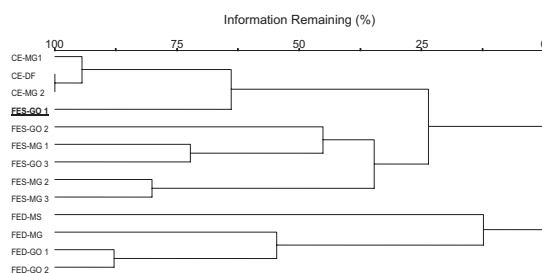 Information Remaining (%)
100 75 50 25 0
CE-MG1
CE-DF
CE-MG 2
FES-GO 1
FES-GO 2
FES-MG 1
FES-GO 3
FES-MG 2
FES-MG 3
FED-MS
FED-MG
FED-GO 1
FED-GO 2